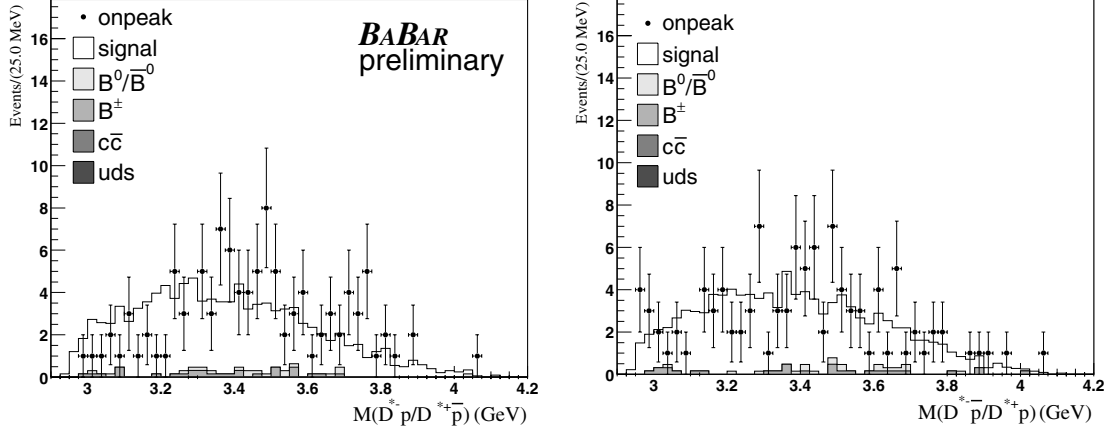 Events/(25.0 MeV)
16
14
12
10
8
6
4
2
0
onpeak
signal
B⁰/B̅⁰
B±
cc̅
uds
BABAR
preliminary
3 3.2 3.4 3.6 3.8 4 4.2
M(D*⁻p/D*⁺p̅) (GeV)
Events/(25.0 MeV)
16
14
12
10
8
6
4
2
0
onpeak
signal
B⁰/B̅⁰
B±
cc̅
uds
3 3.2 3.4 3.6 3.8 4 4.2
M(D*⁻p̅/D*⁺p) (GeV)